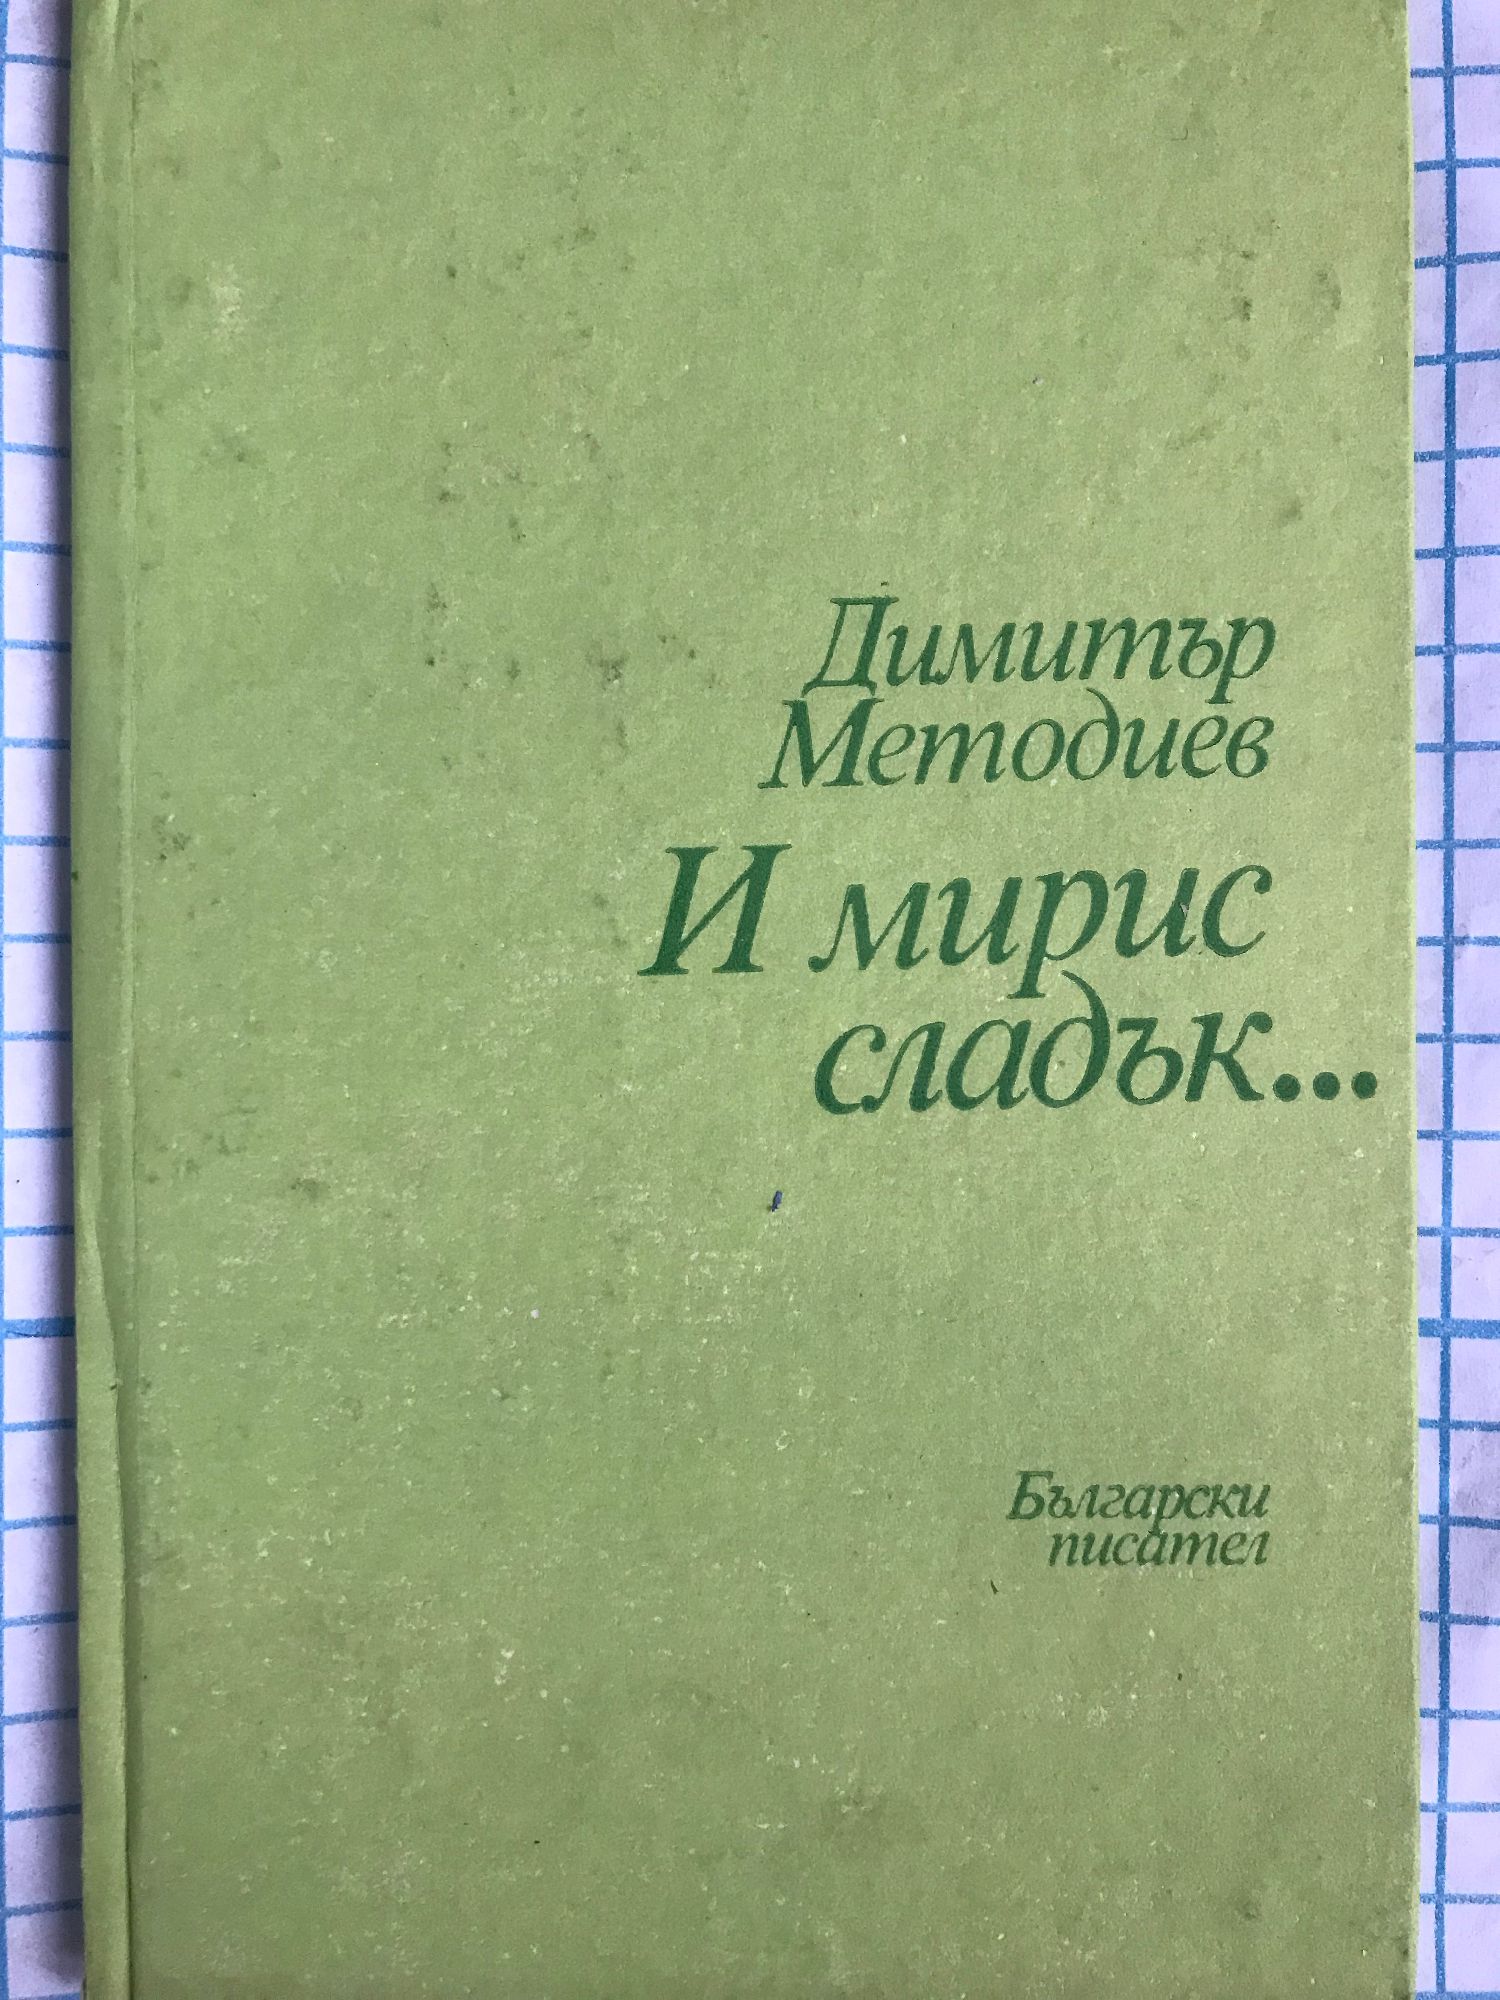 Димитър
Методиев
И мирис
сладък...
Български
писател